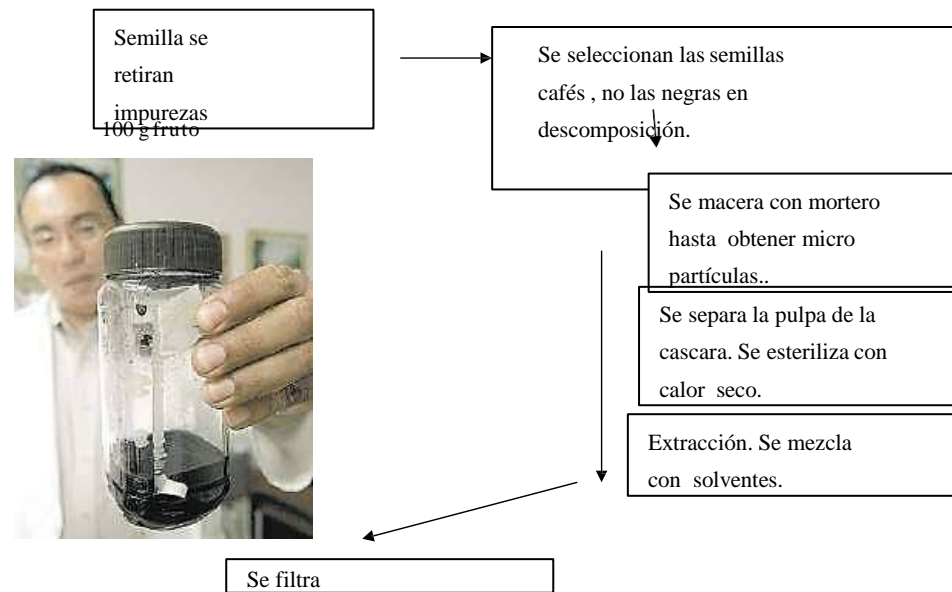 Semilla se
retiran
impurezas
100 g fruto
Se seleccionan las semillas
cafés , no las negras en
descomposición.
Se macera con mortero
hasta obtener micro
partículas..
Se separa la pulpa de la
cascara. Se esteriliza con
calor seco.
Extracción. Se mezcla
con solventes.
Se filtra